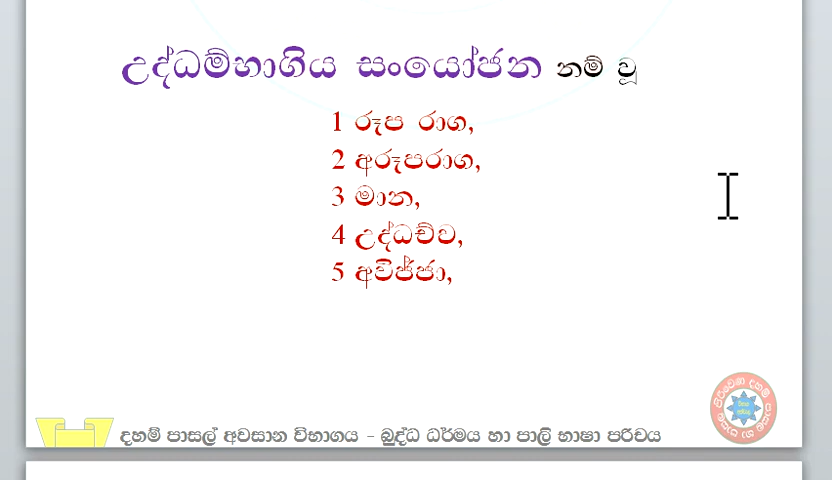 උද්ධම්භාගිය සංයෝජන නම් වූ
1 රූප රාග,
2 අරූපරාග,
3 මාන,
4 උද්ධච්ච,
5 අවිජ්ජා,
දහම් පාසල් අවසාන විභාගය - බුද්ධ ධර්මය හා පාලි භාෂා පරිචය